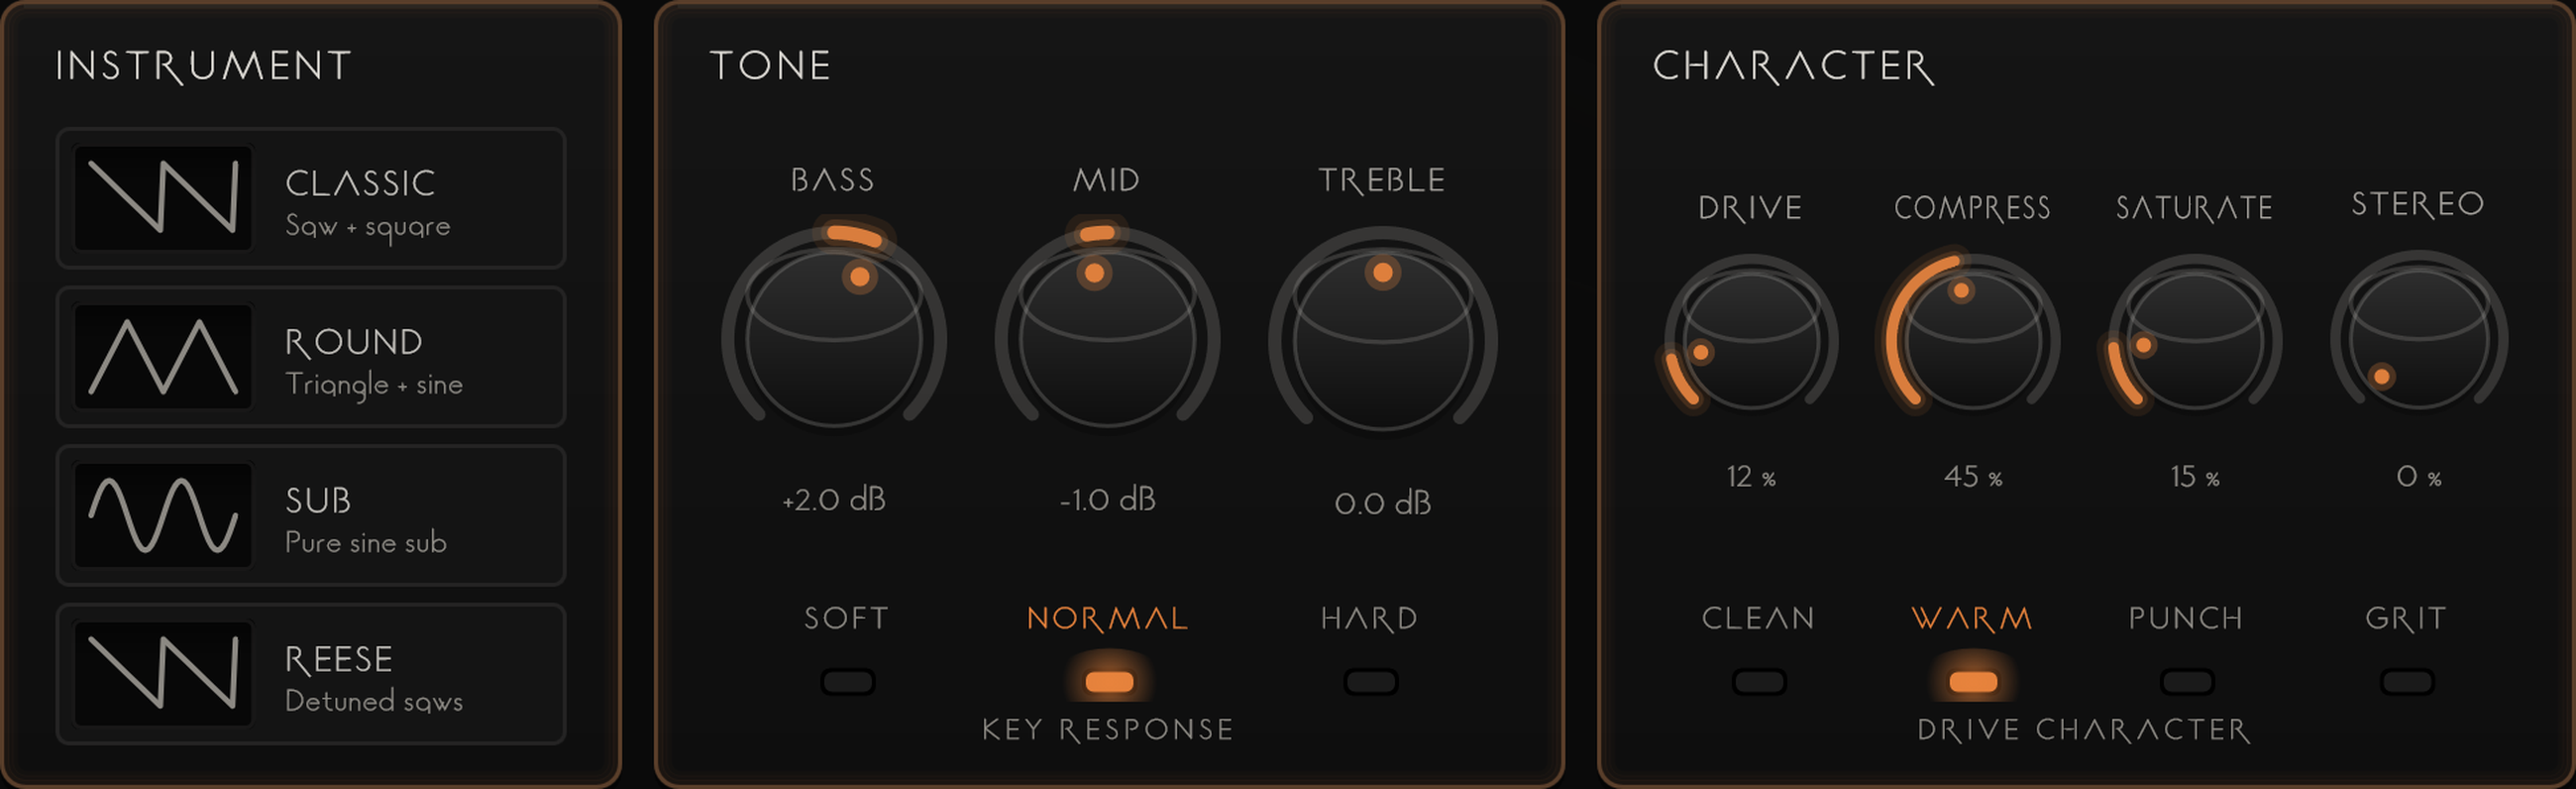 INSTRUMENT
CLASSIC
Saw + square
ROUND
Triangle + sine
SUB
Pure sine sub
REESE
Detuned saws
TONE
BASS MID TREBLE
+2.0 dB -1.0 dB 0.0 dB
SOFT NORMAL HARD
KEY RESPONSE
CHARACTER
DRIVE COMPRESS SATURATE STEREO
12 % 45 % 15 % 0 %
CLEAN WARM PUNCH GRIT
DRIVE CHARACTER